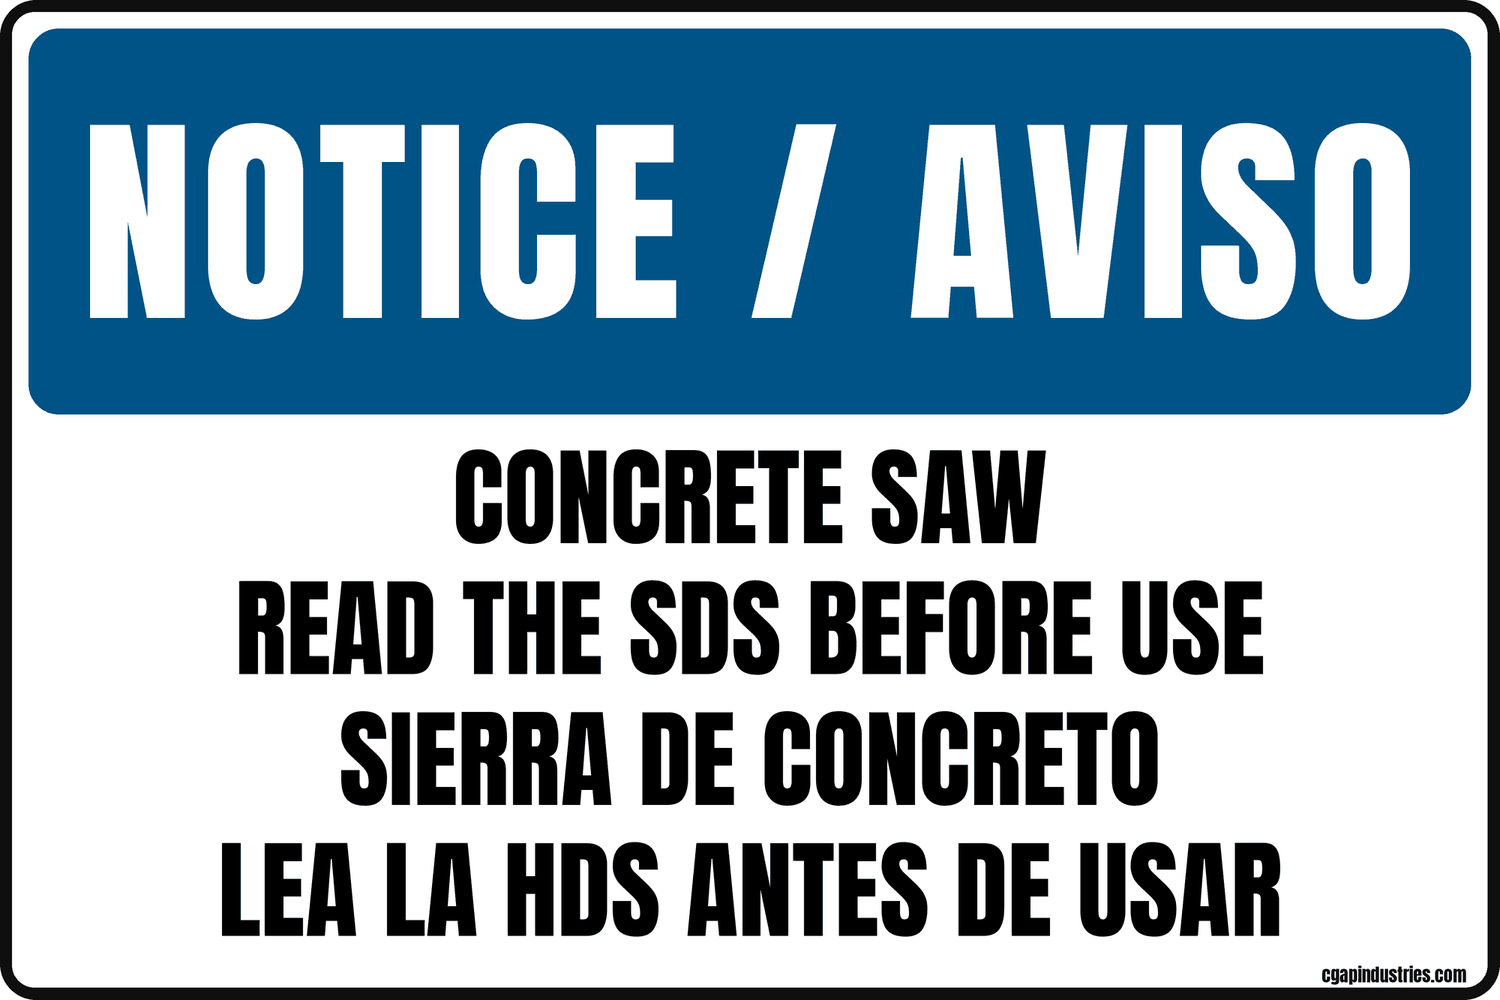 NOTICE / AVISO
CONCRETE SAW
READ THE SDS BEFORE USE
SIERRA DE CONCRETO
LEA LA HDS ANTES DE USAR
cgapindustries.com